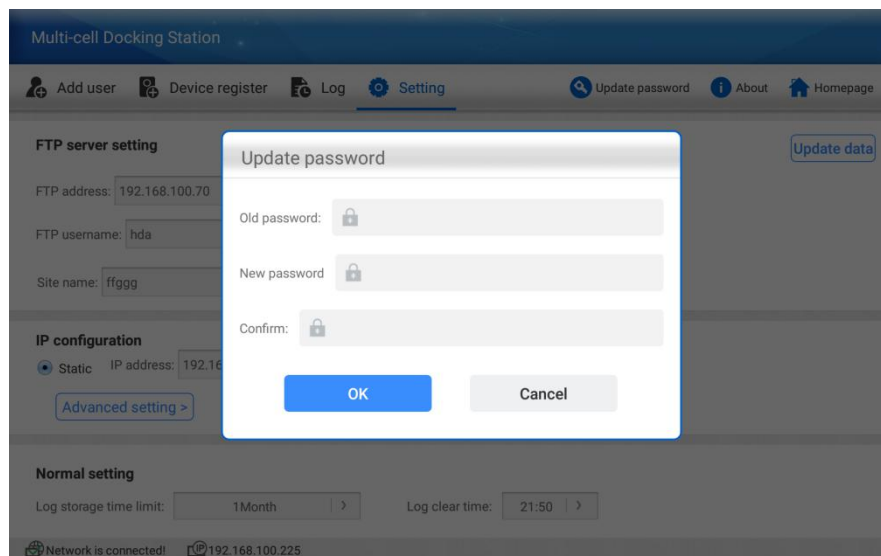 Multi-cell Docking Station
Add user Device register Log Setting Update password About Homepage
FTP server setting
Update data
FTP address: 192.168.100.70
FTP username: hda
Site name: ffggg
IP configuration
Static IP address: 192.16
Advanced setting >
Update password
Old password:
New password
Confirm:
OK Cancel
Normal setting
Log storage time limit: 1Month > Log clear time: 21:50 >
Network is connected! IP 192.168.100.225